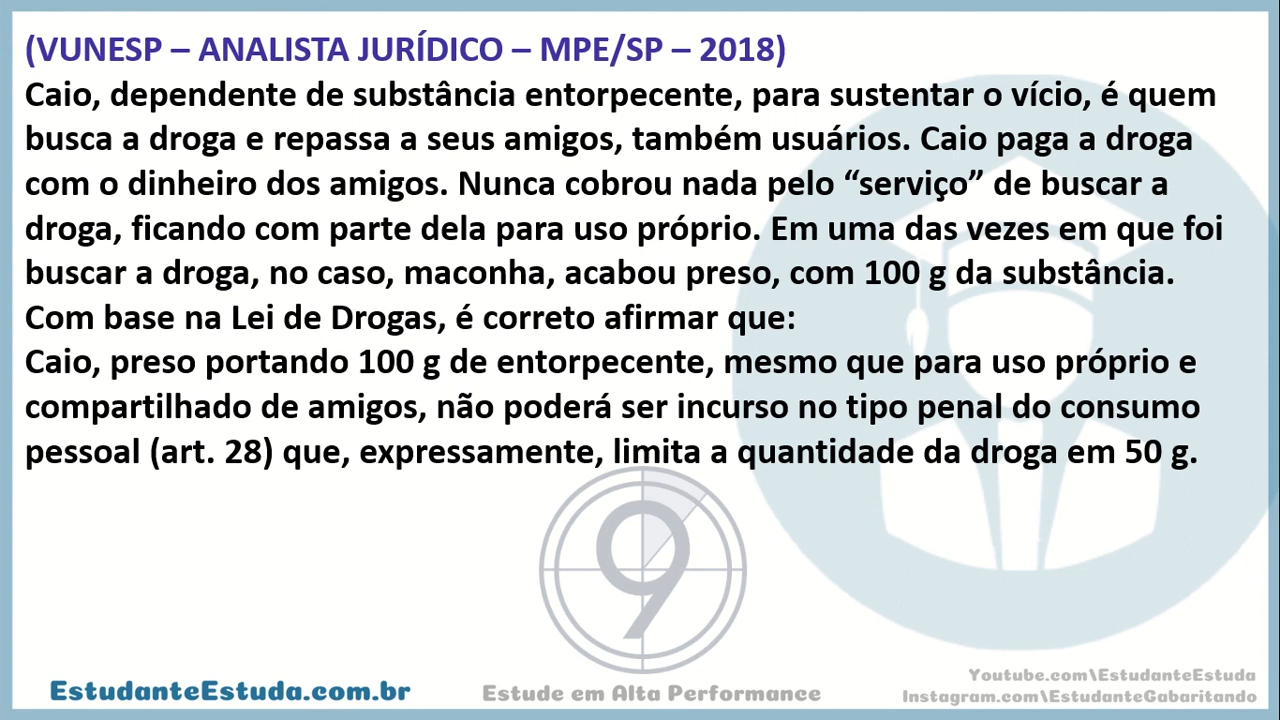 (VUNESP – ANALISTA JURÍDICO – MPE/SP – 2018)
Caio, dependente de substância entorpecente, para sustentar o vício, é quem
busca a droga e repassa a seus amigos, também usuários. Caio paga a droga
com o dinheiro dos amigos. Nunca cobrou nada pelo “serviço” de buscar a
droga, ficando com parte dela para uso próprio. Em uma das vezes em que foi
buscar a droga, no caso, maconha, acabou preso, com 100 g da substância.
Com base na Lei de Drogas, é correto afirmar que:
Caio, preso portando 100 g de entorpecente, mesmo que para uso próprio e
compartilhado de amigos, não poderá ser incurso no tipo penal do consumo
pessoal (art. 28) que, expressamente, limita a quantidade da droga em 50 g.
9
EstudanteEstuda.com.br
Estude em Alta Performance
Youtube.com\EstudanteEstuda
Instagram.com\EstudanteGabaritando